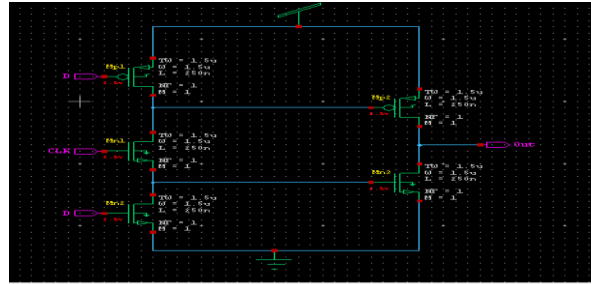 Mp1
TW = 1.5u
W = 1.5u
L = 250n
D
NF = 1
M = 1
Mp2
TW = 1.5u
W = 1.5u
L = 250n
NF = 1
M = 1
Mn1
TW = 1.5u
W = 1.5u
L = 250n
CLK
NF = 1
M = 1
Out
Mn3
TW = 1.5u
W = 1.5u
L = 250n
NF = 1
M = 1
Mn2
TW = 1.5u
W = 1.5u
L = 250n
D
NF = 1
M = 1